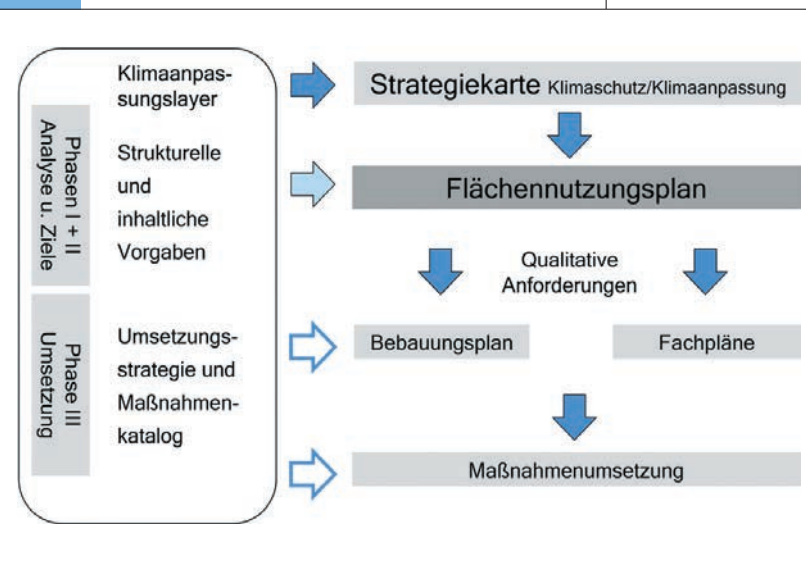 Klimaanpas-
sungslayer
Phasen I + II
Analyse u. Ziele
Strukturelle
und
inhaltliche
Vorgaben
Phase III
Umsetzung
Umsetzungs-
strategie und
Maßnahmen-
katalog
Strategiekarte Klimaschutz/Klimaanpassung
Flächennutzungsplan
Qualitative
Anforderungen
Bebauungsplan
Fachpläne
Maßnahmenumsetzung